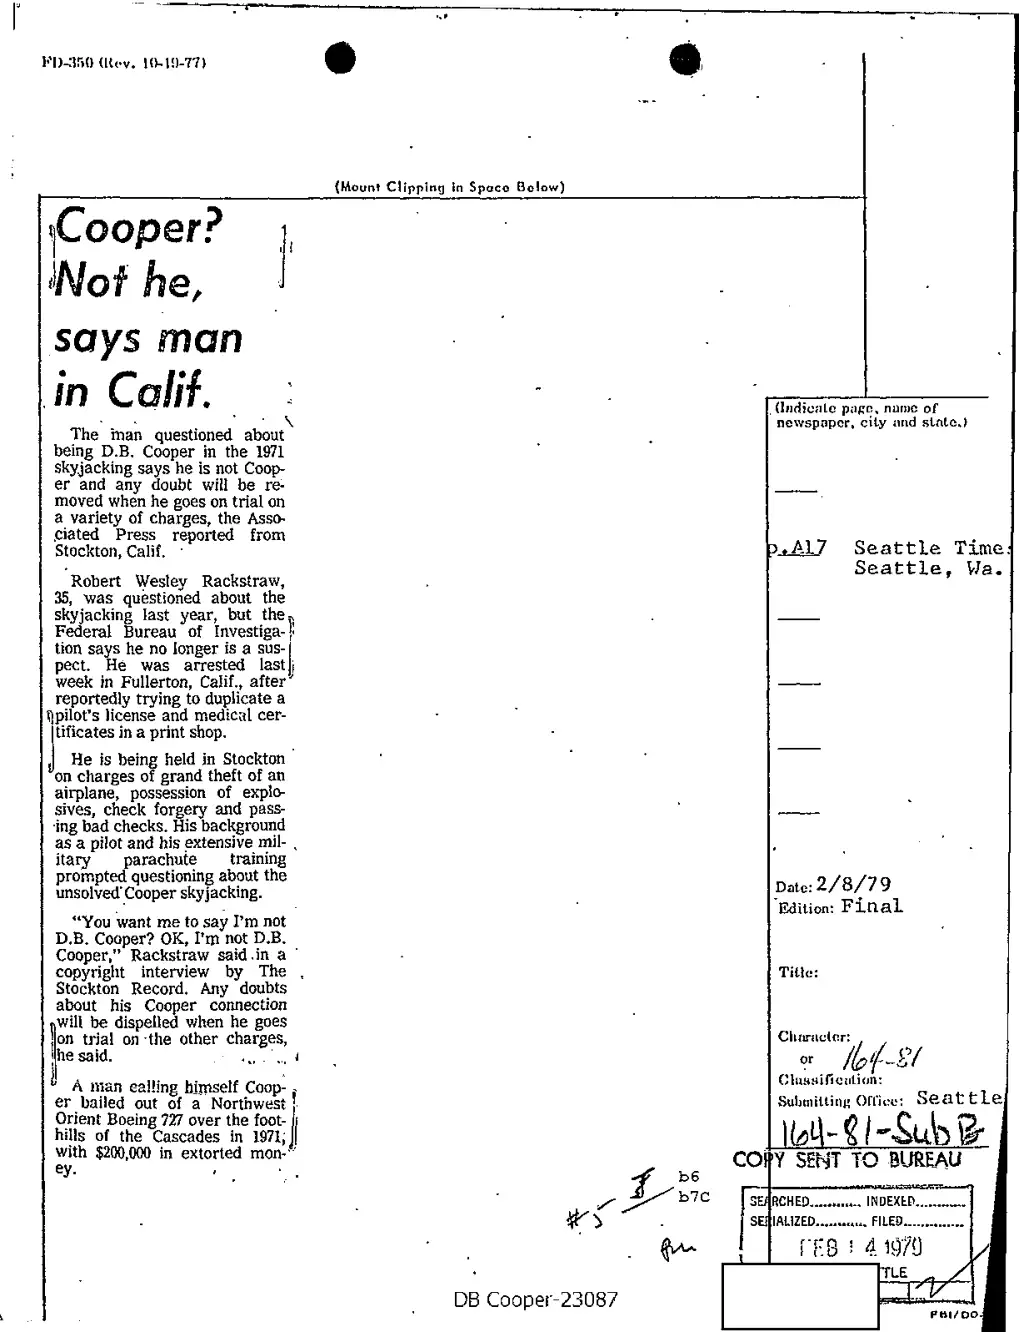 FD-350 (Rev. 10-19-77)
(Mount Clipping in Space Below)
Cooper?
Not he,
says man
in Calif.
The man questioned about
being D.B. Cooper in the 1971
skyjacking says he is not Coop-
er and any doubt will be re-
moved when he goes on trial on
a variety of charges, the Asso-
ciated Press reported from
Stockton, Calif.
Robert Wesley Rackstraw,
35, was questioned about the
skyjacking last year, but the
Federal Bureau of Investiga-
tion says he no longer is a sus-
pect. He was arrested last
week in Fullerton, Calif., after
reportedly trying to duplicate a
pilot's license and medical cer-
tificates in a print shop.
He is being held in Stockton
on charges of grand theft of an
airplane, possession of explo-
sives, check forgery and pass-
ing bad checks. His background
as a pilot and his extensive mil-
itary parachute training
prompted questioning about the
unsolved Cooper skyjacking.
"You want me to say I'm not
D.B. Cooper? OK, I'm not D.B.
Cooper," Rackstraw said in a
copyright interview by The
Stockton Record. Any doubts
about his Cooper connection
will be dispelled when he goes
on trial on the other charges,
he said.
A man calling himself Coop-
er bailed out of a Northwest
Orient Boeing 727 over the foot-
hills of the Cascades in 1971,
with $200,000 in extorted mon-
ey.
(Indicate page, name of
newspaper, city and state.)
p.A17 Seattle Times
Seattle, Wa.
Date: 2/8/79
Edition: Final
Title:
Character:
or 164-81
Classification:
Submitting Office: Seattle
164-81-Sub B
COPY SENT TO BUREAU
SEARCHED............ INDEXED............
SERIALIZED............ FILED..............
FEB 14 1979
TLE
FBI/DOJ
b6
b7C
# 5
DB Cooper-23087